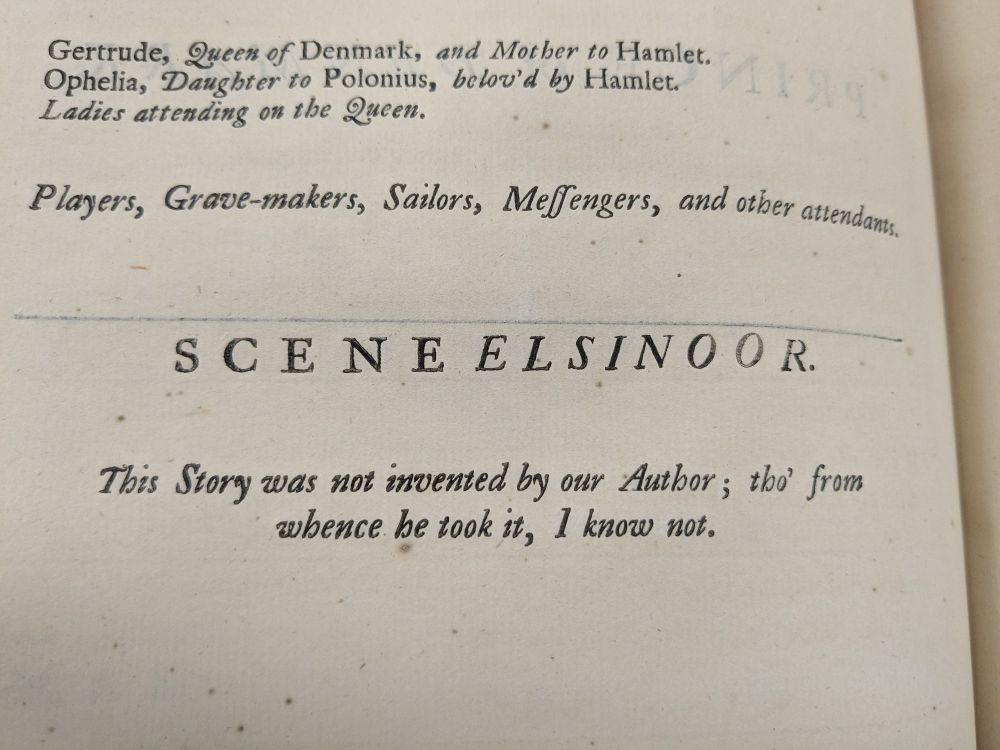 Gertrude, Queen of Denmark, and Mother to Hamlet.
Ophelia, Daughter to Polonius, belov'd by Hamlet.
Ladies attending on the Queen.
Players, Grave-makers, Sailors, Meſſengers, and other attendants.
SCENE ELSINOOR.
This Story was not invented by our Author; tho' from
whence he took it, I know not.